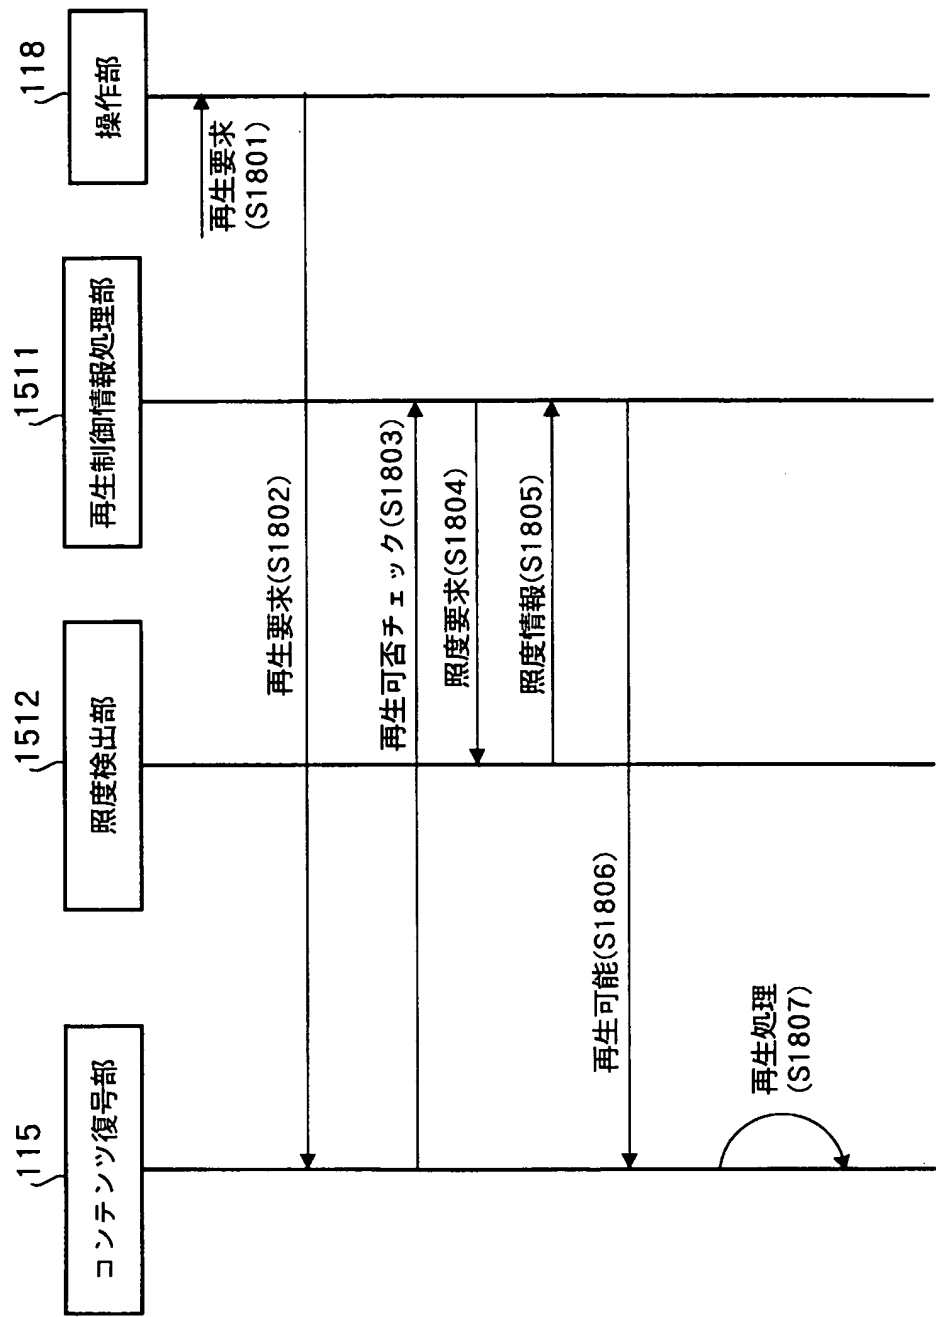 115
コンテンツ復号部
1512
照度検出部
1511
再生制御情報処理部
118
操作部
再生要求
(S1801)
再生要求(S1802)
再生可否チェック(S1803)
照度要求(S1804)
照度情報(S1805)
再生可能(S1806)
再生処理
(S1807)